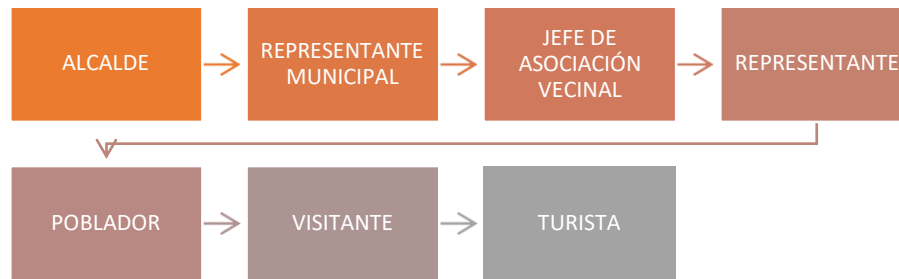 ALCALDE
REPRESENTANTE
MUNICIPAL
JEFE DE
ASOCIACIÓN
VECINAL
REPRESENTANTE
POBLADOR
VISITANTE
TURISTA